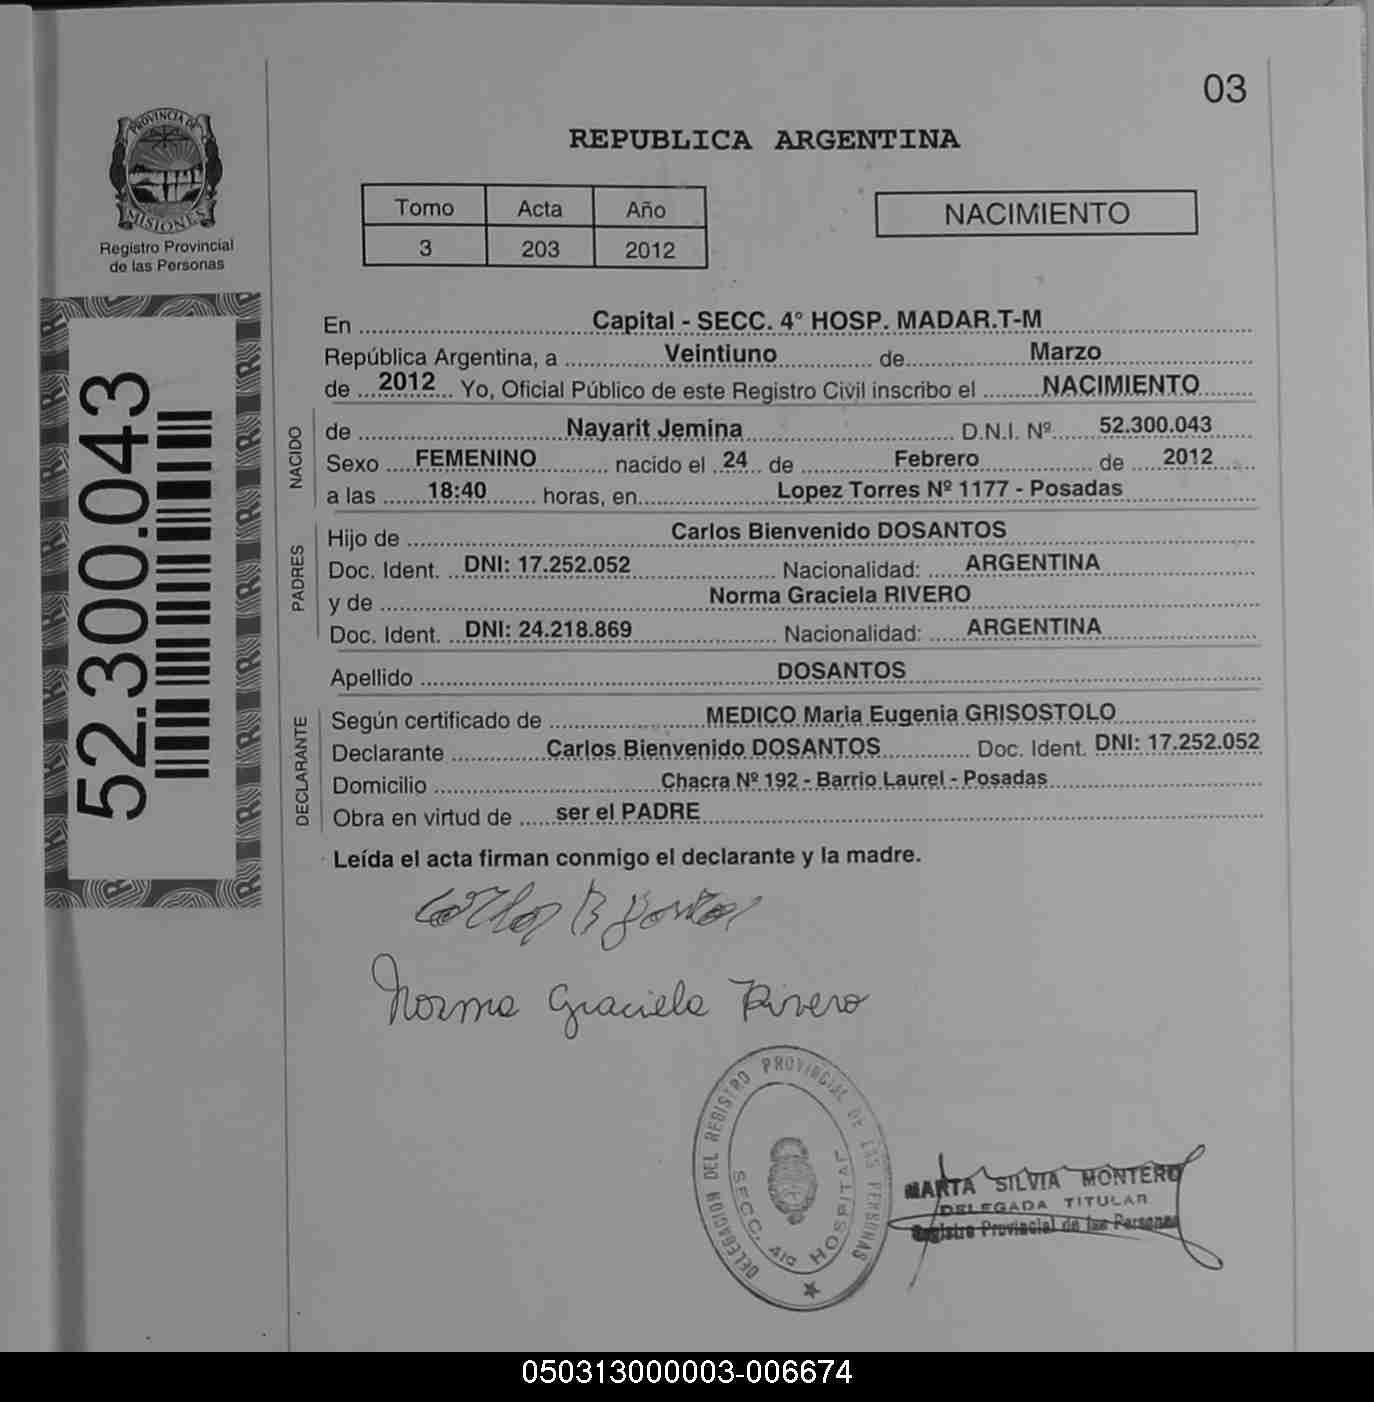 03
PROVINCIA DE
MISIONES
Registro Provincial
de las Personas
REPUBLICA ARGENTINA
Tomo Acta Año
3 203 2012
NACIMIENTO
52.300.043
En Capital - SECC. 4° HOSP. MADAR.T-M
República Argentina, a Veintiuno de Marzo
de 2012 Yo, Oficial Público de este Registro Civil inscribo el NACIMIENTO
NACIDO
de Nayarit Jemina D.N.I. Nº 52.300.043
Sexo FEMENINO nacido el 24 de Febrero de 2012
a las 18:40 horas, en Lopez Torres Nº 1177 - Posadas
PADRES
Hijo de Carlos Bienvenido DOSANTOS
Doc. Ident. DNI: 17.252.052 Nacionalidad: ARGENTINA
y de Norma Graciela RIVERO
Doc. Ident. DNI: 24.218.869 Nacionalidad: ARGENTINA
Apellido DOSANTOS
DECLARANTE
Según certificado de MEDICO Maria Eugenia GRISOSTOLO
Declarante Carlos Bienvenido DOSANTOS Doc. Ident. DNI: 17.252.052
Domicilio Chacra Nº 192 - Barrio Laurel - Posadas
Obra en virtud de ser el PADRE
Leída el acta firman conmigo el declarante y la madre.
Norma Graciela Rivero
DELEGACION DEL REGISTRO PROVINCIAL DE LAS PERSONAS
SECC. 4ta HOSPITAL
MARTA SILVIA MONTERO
DELEGADA TITULAR
Registro Provincial de las Personas
050313000003-006674